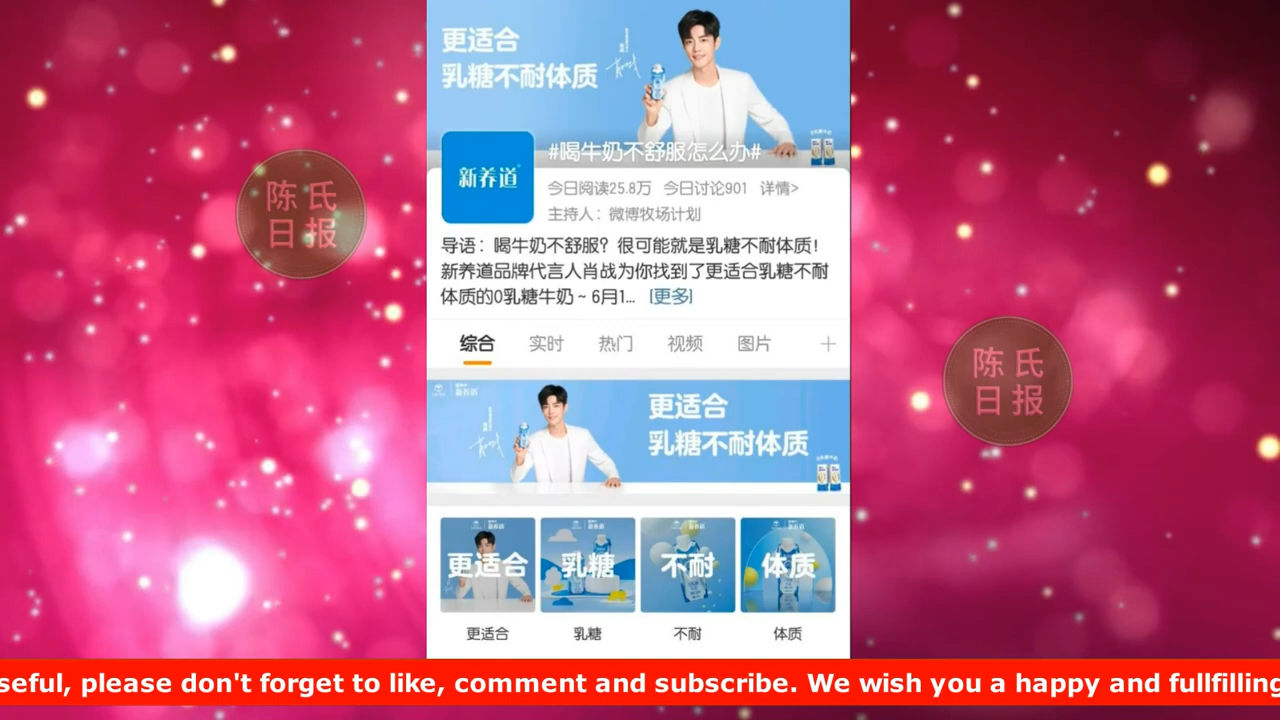 更适合
乳糖不耐体质
#喝牛奶不舒服怎么办#
新养道
今日阅读25.8万 今日讨论901 详情>
主持人：微博牧场计划
导语：喝牛奶不舒服？很可能就是乳糖不耐体质！
新养道品牌代言人肖战为你找到了更适合乳糖不耐
体质的0乳糖牛奶~6月1... [更多]
综合 实时 热门 视频 图片
新养道
更适合
乳糖不耐体质
更适合 乳糖 不耐 体质
更适合 乳糖 不耐 体质
陈氏
日报
陈氏
日报
seful, please don't forget to like, comment and subscribe. We wish you a happy and fullfilling